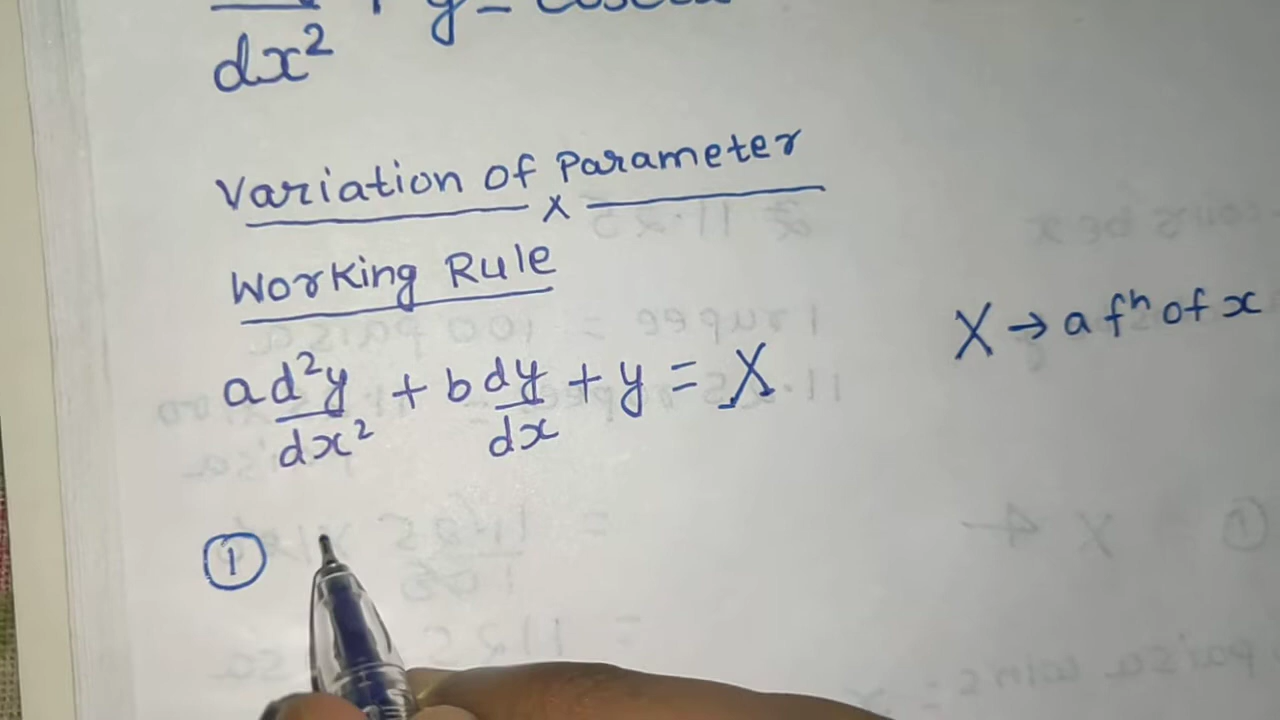 dx²
y =
Variation of Parameter
x
Working Rule
a d²y/dx² + b dy/dx + y = X
X → a fⁿ of x
①